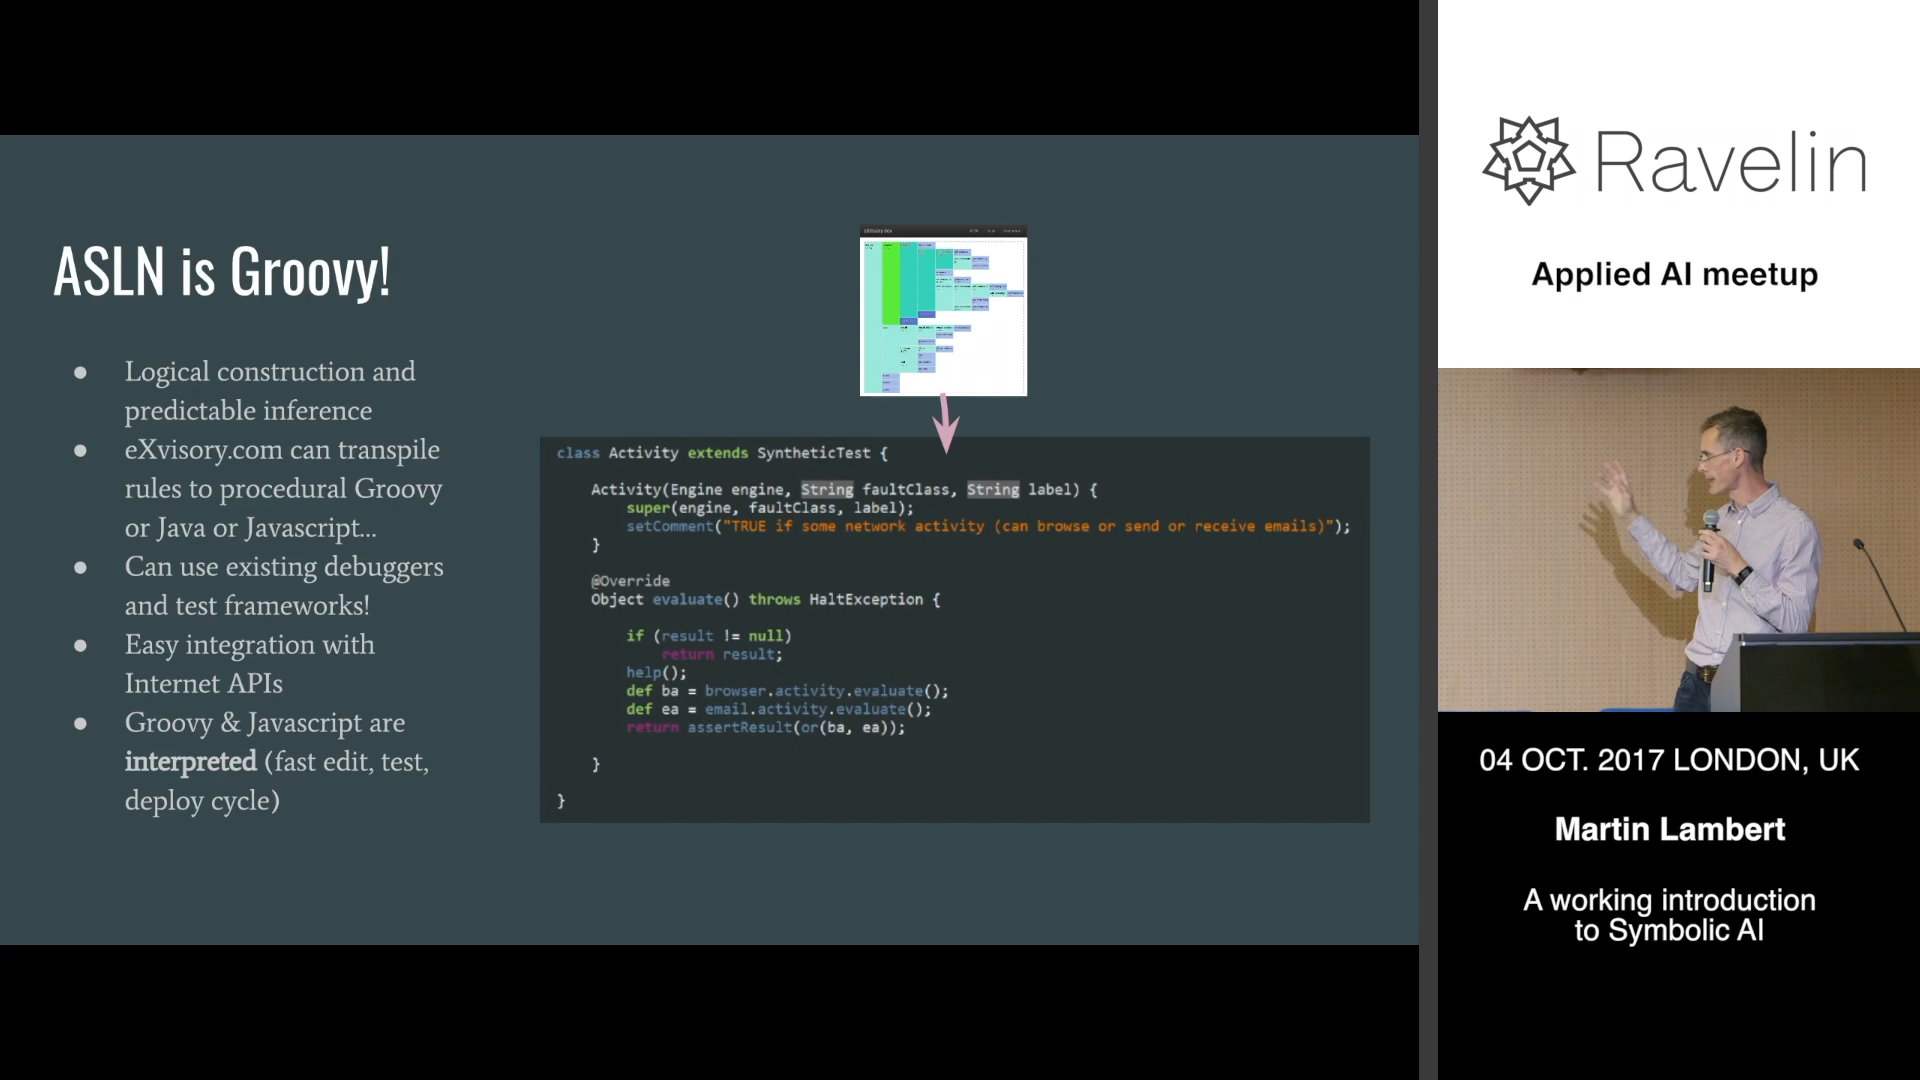 ASLN is Groovy!
● Logical construction and
predictable inference
● eXvisory.com can transpile
rules to procedural Groovy
or Java or Javascript...
● Can use existing debuggers
and test frameworks!
● Easy integration with
Internet APIs
● Groovy & Javascript are
interpreted (fast edit, test,
deploy cycle)
class Activity extends SyntheticTest {
Activity(Engine engine, String faultClass, String label) {
super(engine, faultClass, label);
setComment("TRUE if some network activity (can browse or send or receive emails)");
}
@Override
Object evaluate() throws HaltException {
if (result != null)
return result;
help();
def ba = browser.activity.evaluate();
def ea = email.activity.evaluate();
return assertResult(or(ba, ea));
}
}
Ravelin
Applied AI meetup
04 OCT. 2017 LONDON, UK
Martin Lambert
A working introduction
to Symbolic AI